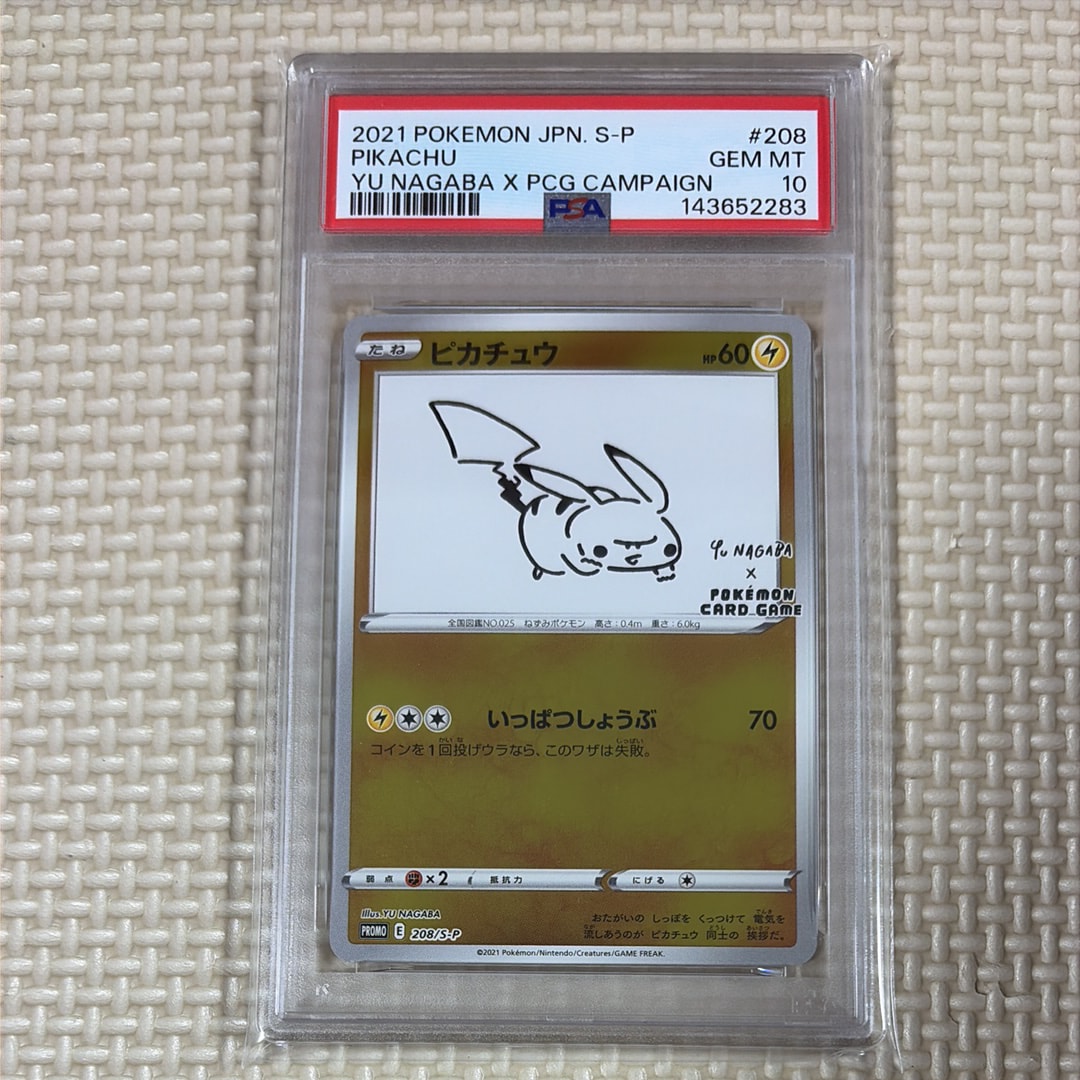 2021 POKEMON JPN. S-P #208
PIKACHU GEM MT
YU NAGABA X PCG CAMPAIGN 10
PSA 143652283
たね ピカチュウ HP60
YU NAGABA
X
POKÉMON
CARD GAME
全国図鑑NO.025 ねずみポケモン 高さ:0.4m 重さ:6.0kg
いっぱつしょうぶ 70
コインを1回投げウラなら、このワザは失敗。
弱点 ×2 抵抗力 にげる
Illus. YU NAGABA
PROMO E 208/S-P
おたがいの しっぽを くっつけて 電気を
流しあうのが ピカチュウ 同士の 挨拶だ。
©2021 Pokémon/Nintendo/Creatures/GAME FREAK.